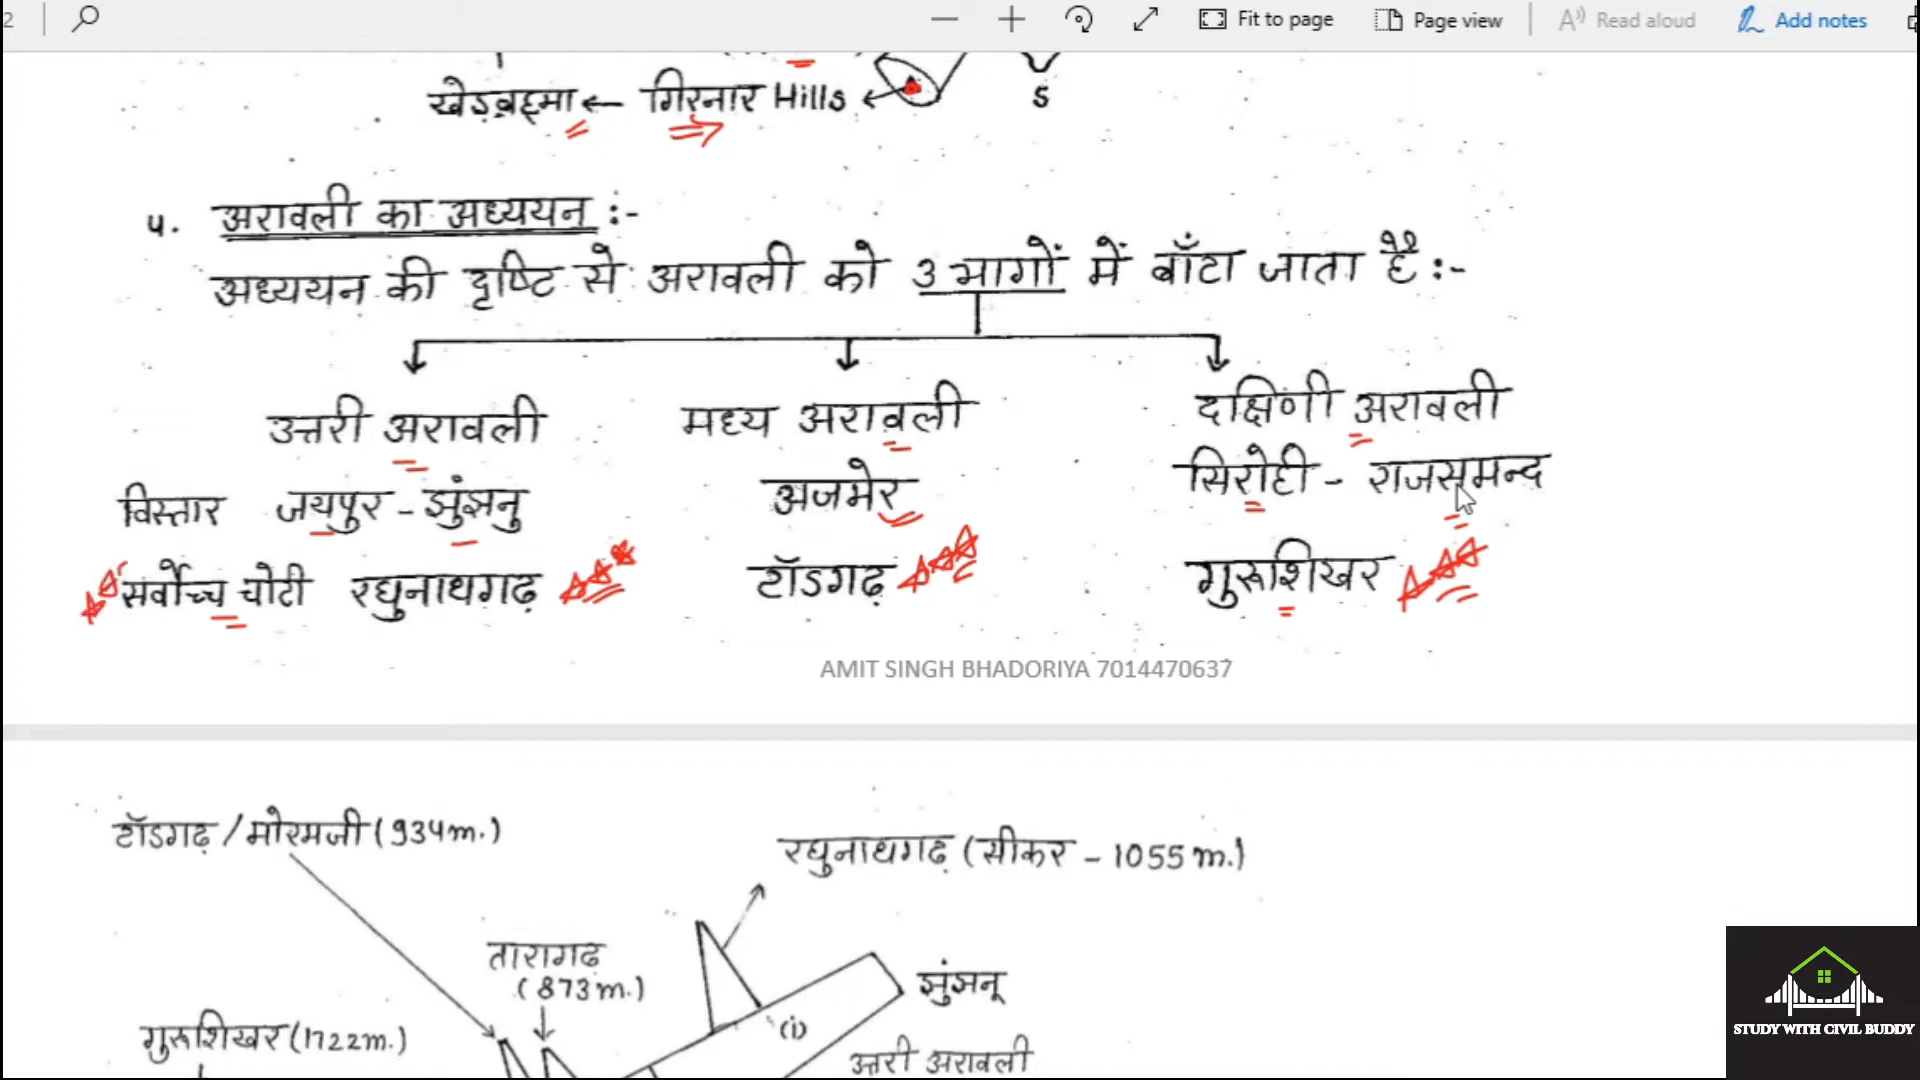 2 Fit to page Page view Read aloud Add notes
खेड़ब्रह्मा ← गिरनार Hills
S
5. अरावली का अध्ययन :-
अध्ययन की दृष्टि से अरावली को 3 भागों में बाँटा जाता है :-
उत्तरी अरावली मध्य अरावली दक्षिणी अरावली
विस्तार जयपुर - झुंझनु अजमेर सिरोही - राजसमन्द
सर्वोच्च चोटी रघुनाथगढ़ टॉडगढ़ गुरूशिखर
AMIT SINGH BHADORIYA 7014470637
टॉडगढ़ / मोरमजी (934m.)
रघुनाथगढ़ (सीकर - 1055 m.)
तारागढ़
(873m.)
झुंझनू
गुरूशिखर (1722m.)
(i)
उत्तरी अरावली
STUDY WITH CIVIL BUDDY